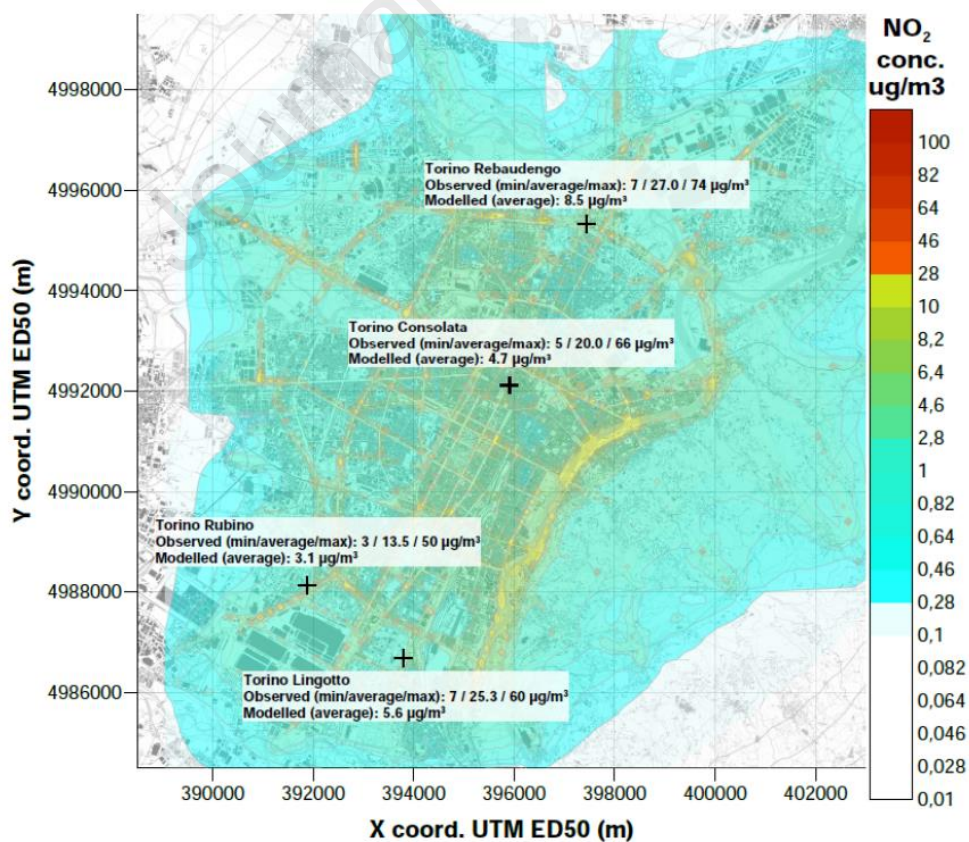 NO₂
conc.
ug/m3
4998000
4996000
4994000
4992000
4990000
4988000
4986000
Y coord. UTM ED50 (m)
Torino Rebaudengo
Observed (min/average/max): 7 / 27.0 / 74 µg/m³
Modelled (average): 8.5 µg/m³
Torino Consolata
Observed (min/average/max): 5 / 20.0 / 66 µg/m³
Modelled (average): 4.7 µg/m³
Torino Rubino
Observed (min/average/max): 3 / 13.5 / 50 µg/m³
Modelled (average): 3.1 µg/m³
Torino Lingotto
Observed (min/average/max): 7 / 25.3 / 60 µg/m³
Modelled (average): 5.6 µg/m³
100
82
64
46
28
10
8,2
6,4
4,6
2,8
1
0,82
0,64
0,46
0,28
0,1
0,082
0,064
0,046
0,028
0,01
390000 392000 394000 396000 398000 400000 402000
X coord. UTM ED50 (m)